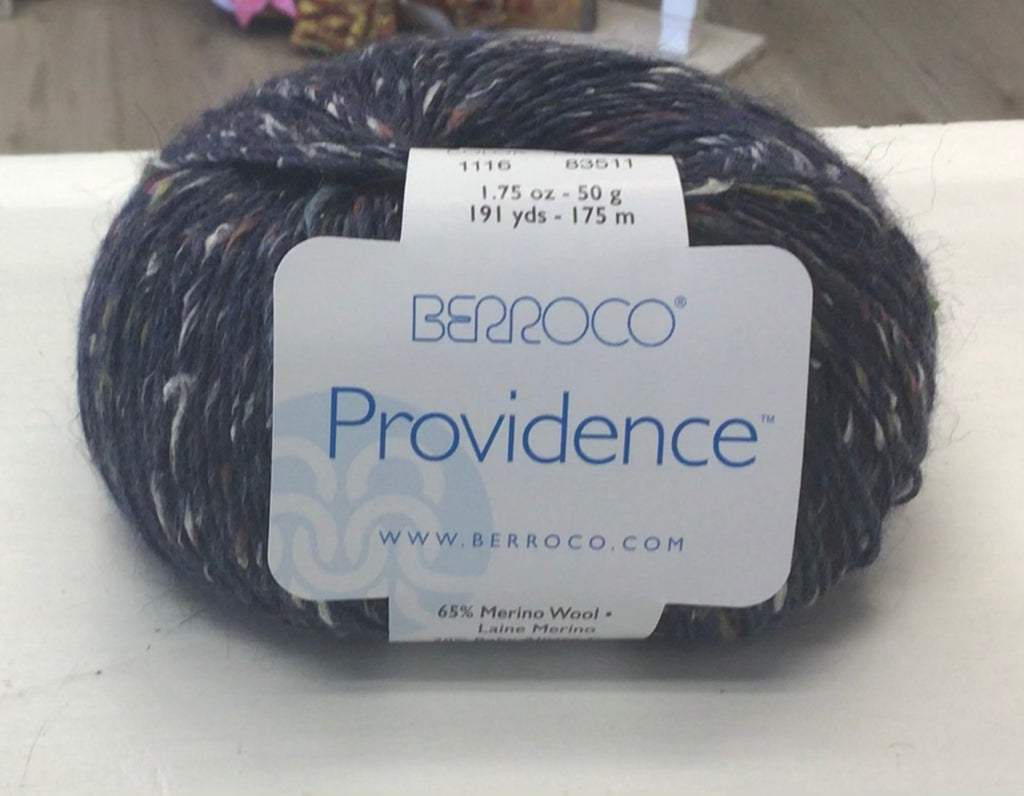 1116 83511
1.75 oz - 50 g
191 yds - 175 m
BERROCO®
Providence™
WWW.BERROCO.COM
65% Merino Wool •
Laine Merino